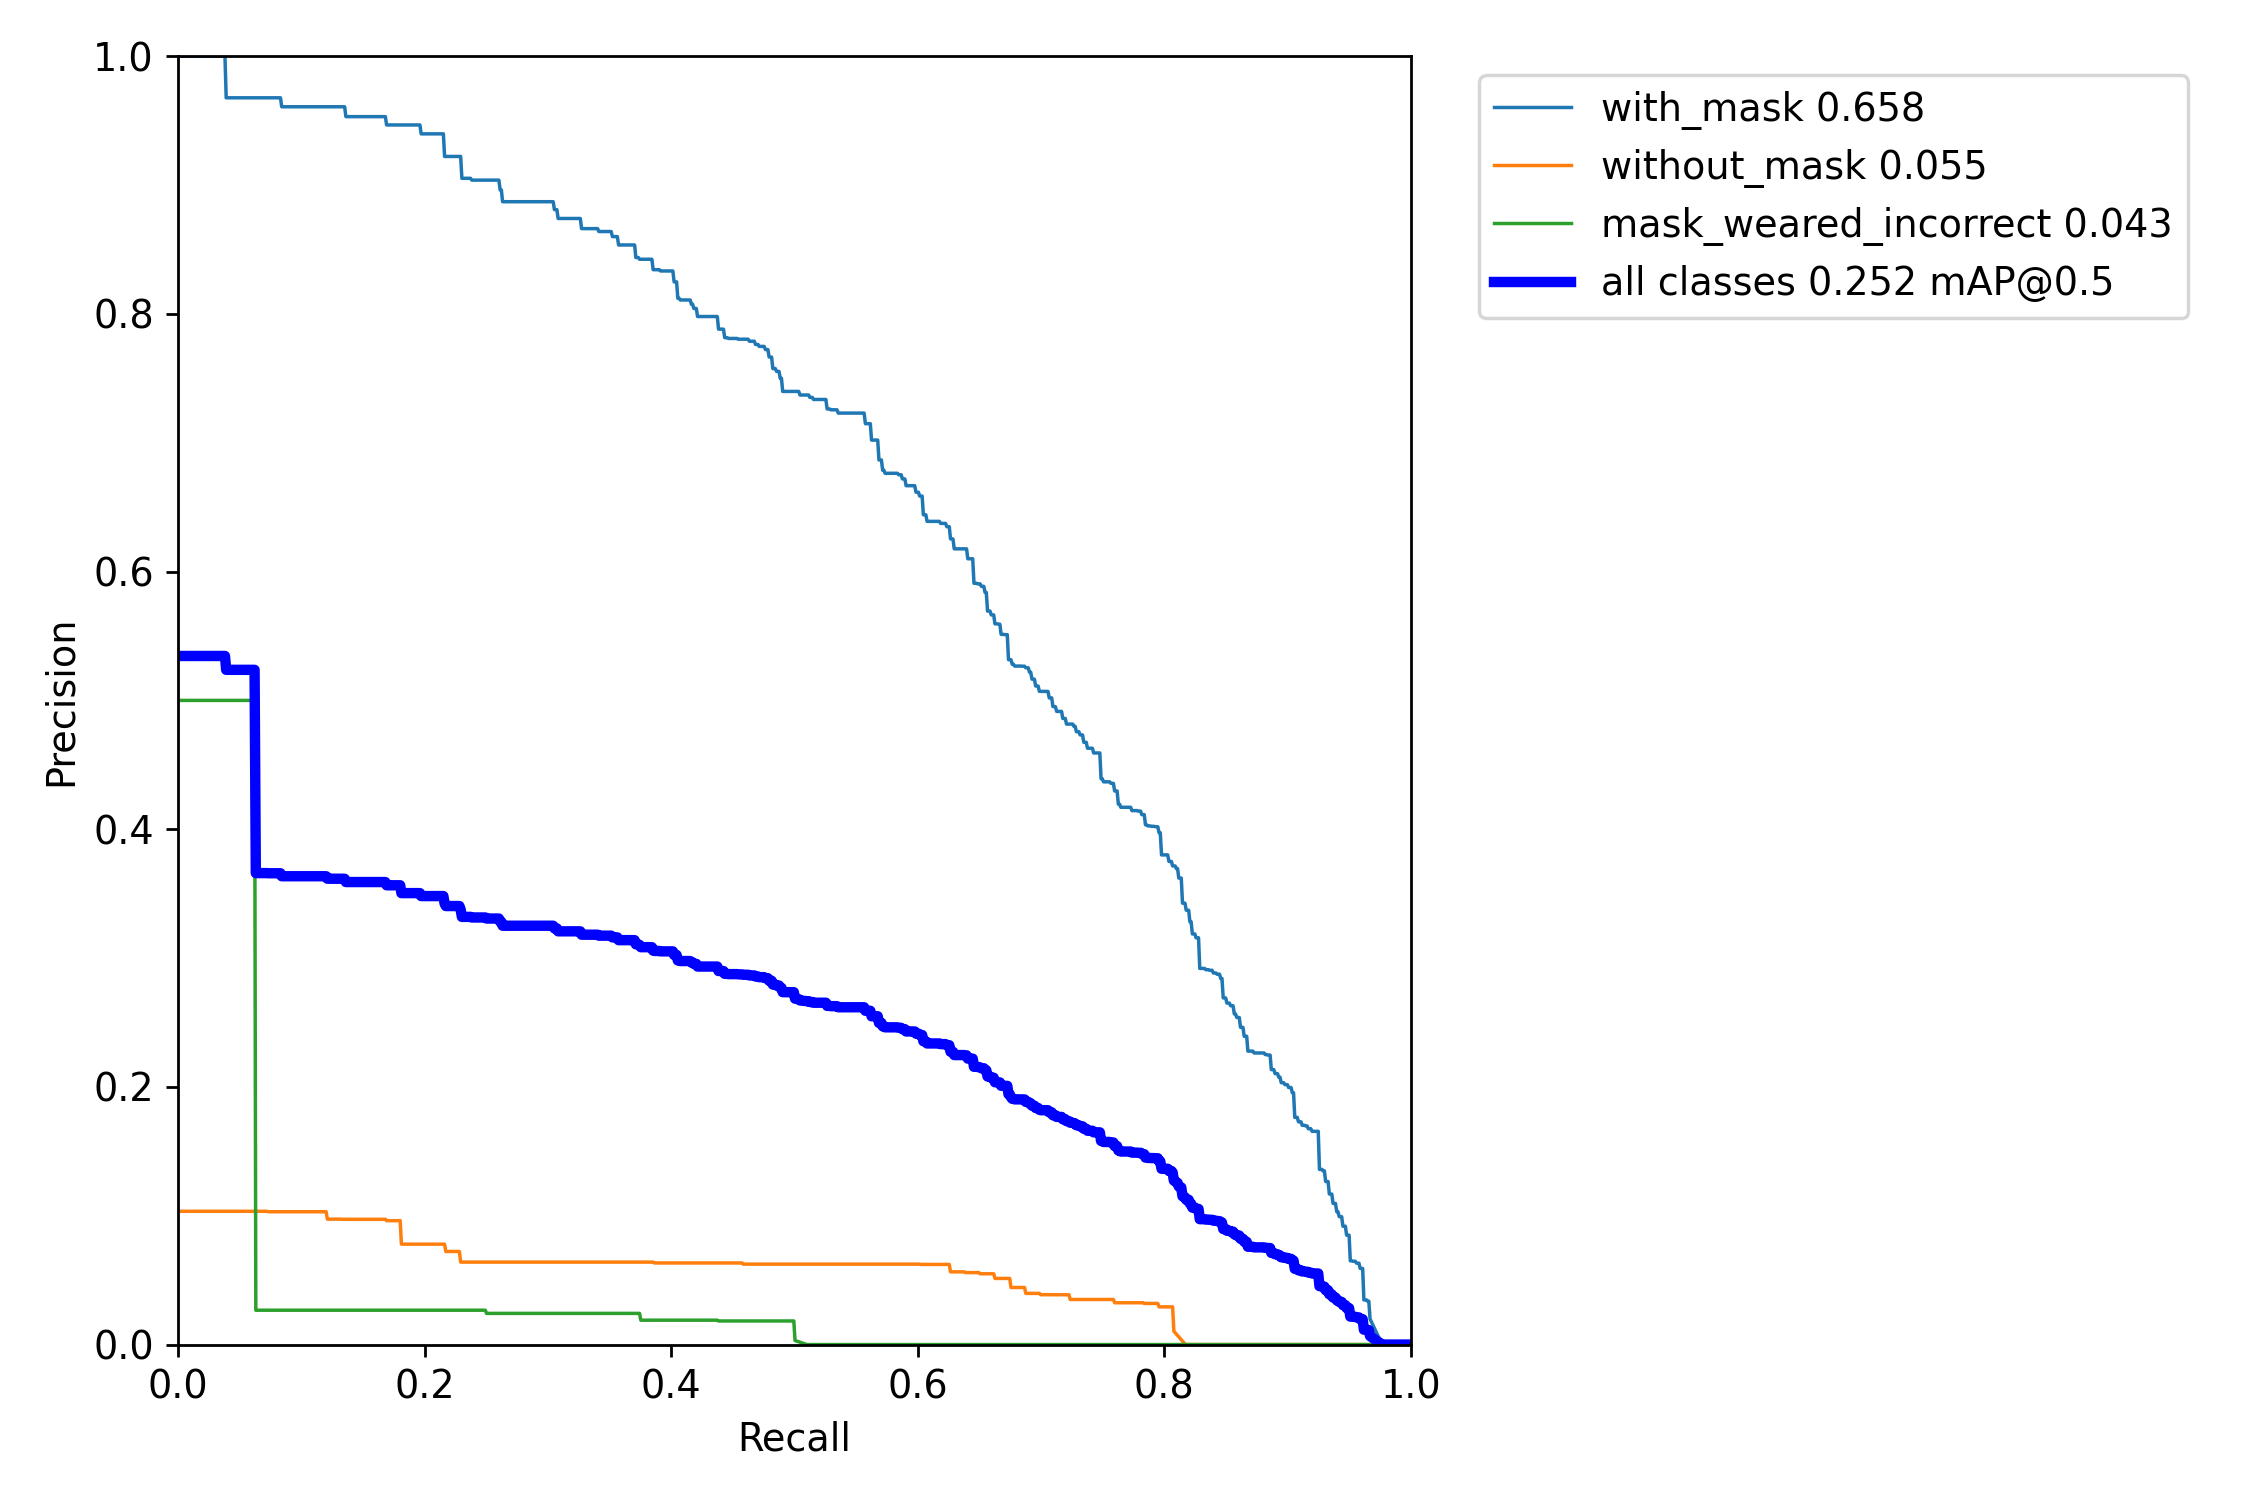 with_mask 0.658
without_mask 0.055
mask_weared_incorrect 0.043
all classes 0.252 mAP@0.5
1.0
0.8
0.6
0.4
0.2
0.0
Precision
0.0 0.2 0.4 0.6 0.8 1.0
Recall